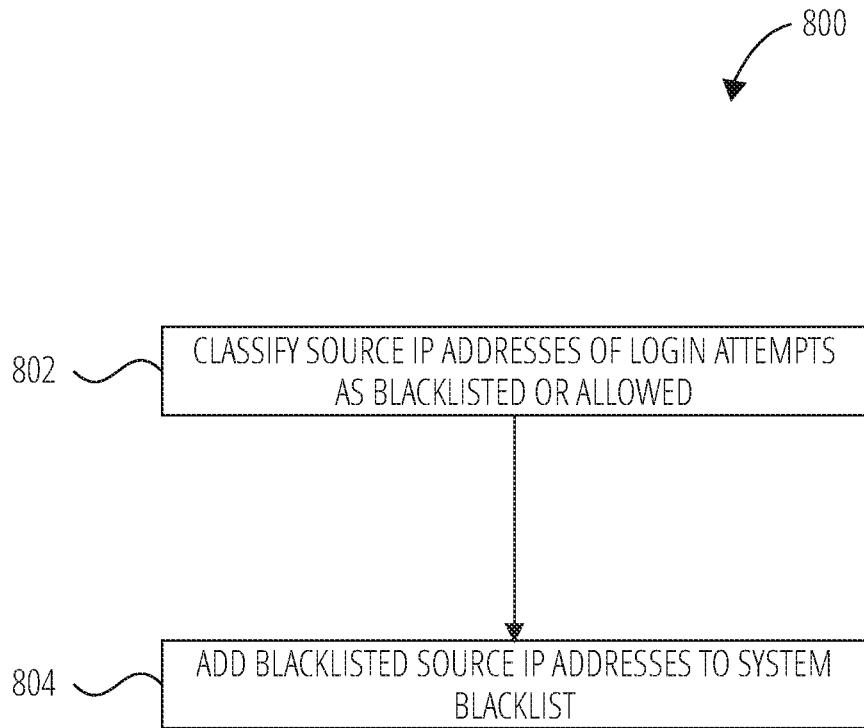 800
802
CLASSIFY SOURCE IP ADDRESSES OF LOGIN ATTEMPTS
AS BLACKLISTED OR ALLOWED
804
ADD BLACKLISTED SOURCE IP ADDRESSES TO SYSTEM
BLACKLIST